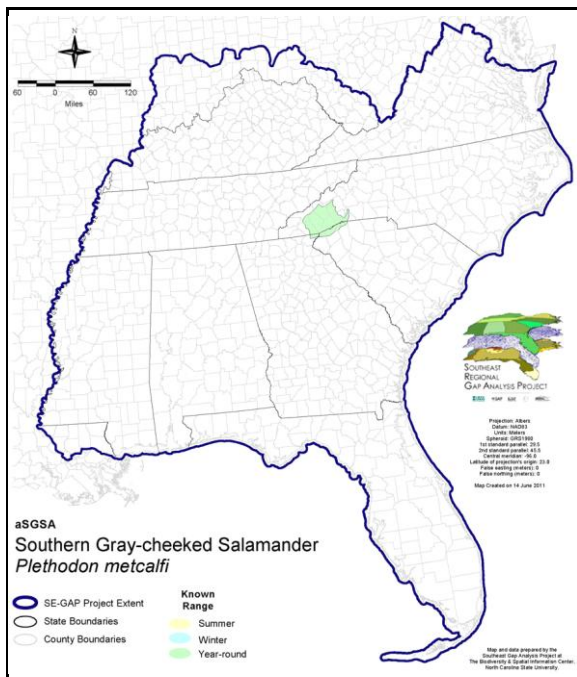 60 0 60 120
Miles
SOUTHEAST
REGIONAL
GAP ANALYSIS PROJECT
Projection: Albers
Datum: NAD83
Units: Meters
Spheroid: GRS1980
1st standard parallel: 29.5
2nd standard parallel: 45.5
Central meridian: -96.0
Latitude of projection's origin: 23.0
False easting (meters): 0
False northing (meters): 0
Map Created on 14 June 2011
aSGSA
Southern Gray-cheeked Salamander
Plethodon metcalfi
SE-GAP Project Extent
State Boundaries
County Boundaries
Known
Range
Summer
Winter
Year-round
Map and data prepared by the
Southeast Gap Analysis Project at
The Biodiversity & Spatial Information Center,
North Carolina State University.